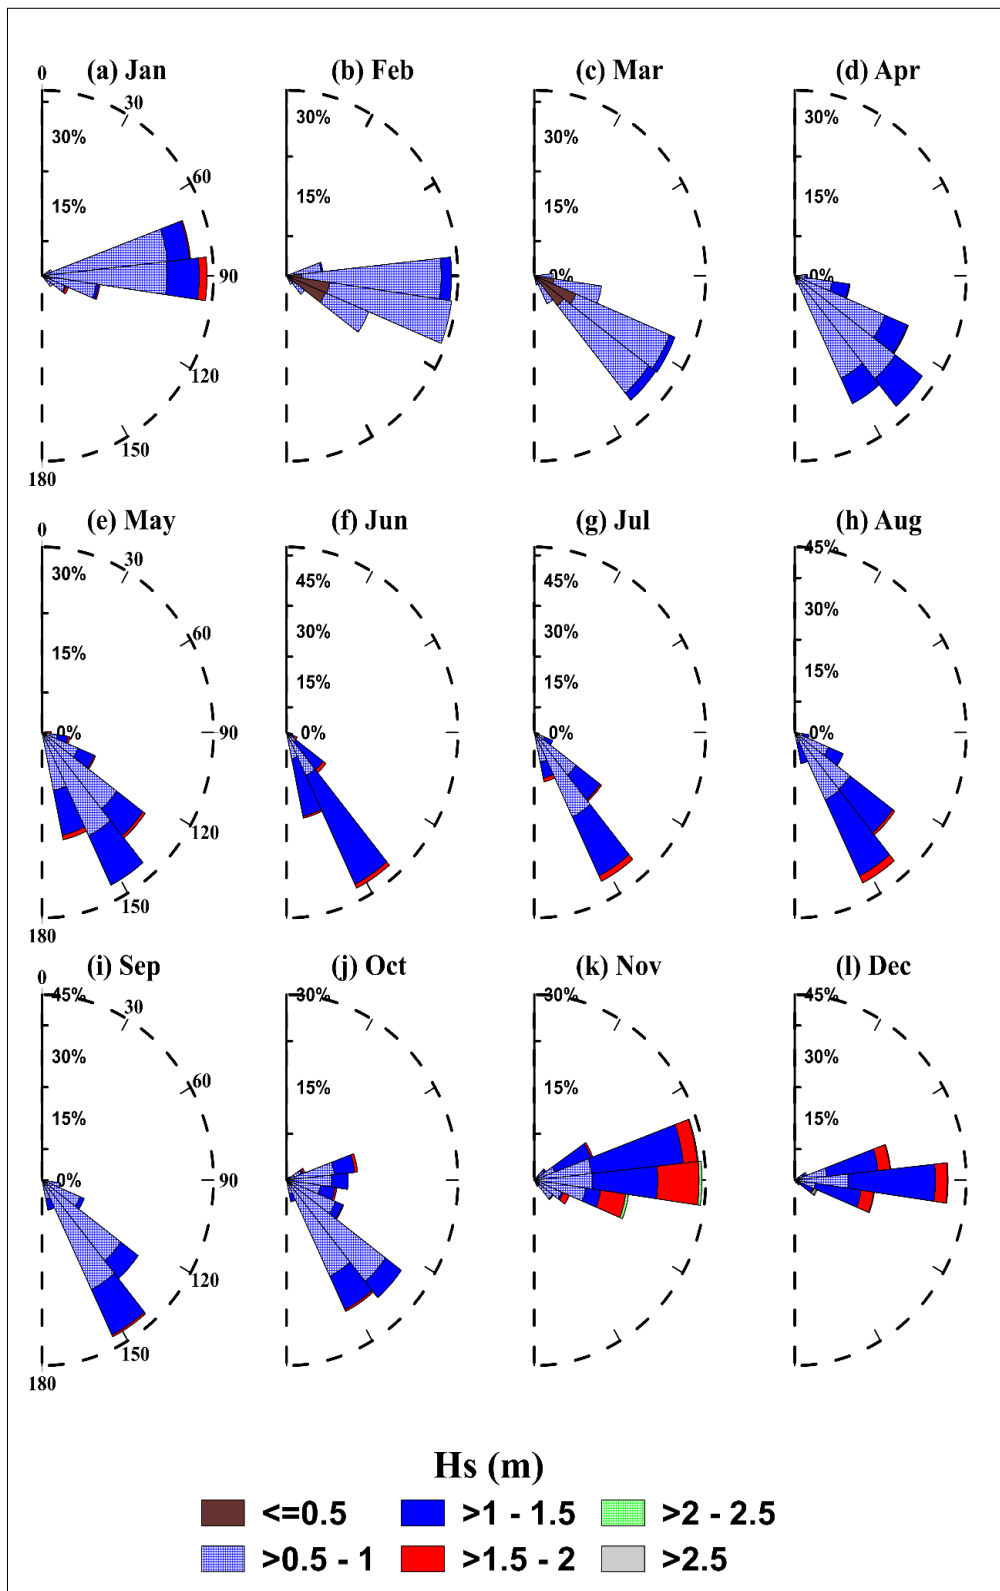 (a) Jan (b) Feb (c) Mar (d) Apr
0
30
30% 30% 30% 30%
60
15% 15% 15% 15%
90 0% 0%
120
150
180
(e) May (f) Jun (g) Jul (h) Aug
0
45%
30
30% 45% 45%
30%
60 30% 30%
15% 15% 15% 15%
0% 90 0% 0% 0%
120
150
180
(i) Sep (j) Oct (k) Nov (l) Dec
0
45% 30% 30% 45%
30
30% 30%
60 15% 15%
15% 15%
0% 90
120
150
180
Hs (m)
<=0.5 >1 - 1.5 >2 - 2.5
>0.5 - 1 >1.5 - 2 >2.5